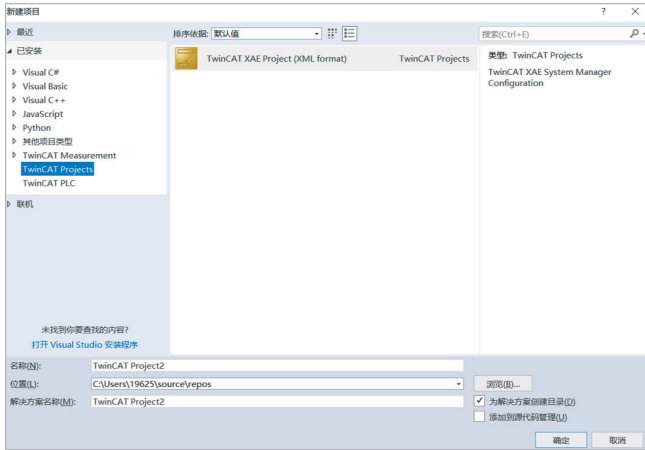 新建项目
最近
已安装
Visual C#
Visual Basic
Visual C++
JavaScript
Python
其他项目类型
TwinCAT Measurement
TwinCAT Projects
TwinCAT PLC
联机
未找到你要查找的内容?
打开 Visual Studio 安装程序
排序依据: 默认值
TwinCAT XAE Project (XML format) TwinCAT Projects
搜索(Ctrl+E)
类型: TwinCAT Projects
TwinCAT XAE System Manager
Configuration
名称(N): TwinCAT Project2
位置(L): C:\Users\19625\source\repos 浏览(B)...
解决方案名称(M): TwinCAT Project2 为解决方案创建目录(D)
添加到源代码管理(U)
确定 取消